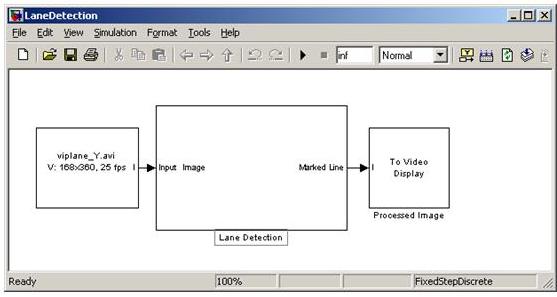 LaneDetection
File Edit View Simulation Format Tools Help
inf Normal
viplane_Y.avi
V: 168x360, 25 fps I
Input Image
Marked Line
I
To Video
Display
Processed Image
Lane Detection
Ready 100% FixedStepDiscrete